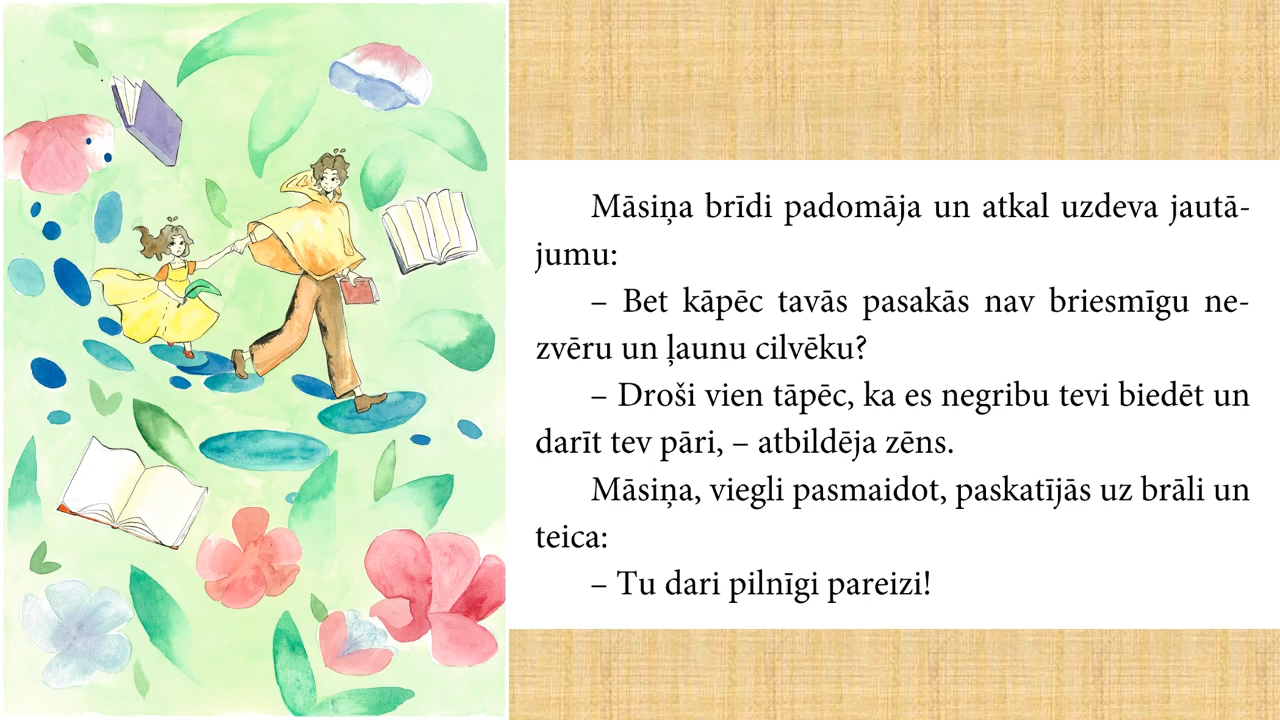 Māsiņa brīdi padomāja un atkal uzdeva jautā-
jumu:
– Bet kāpēc tavās pasakās nav briesmīgu ne-
zvēru un ļaunu cilvēku?
– Droši vien tāpēc, ka es negribu tevi biedēt un
darīt tev pāri, – atbildēja zēns.
Māsiņa, viegli pasmaidot, paskatījās uz brāli un
teica:
– Tu dari pilnīgi pareizi!